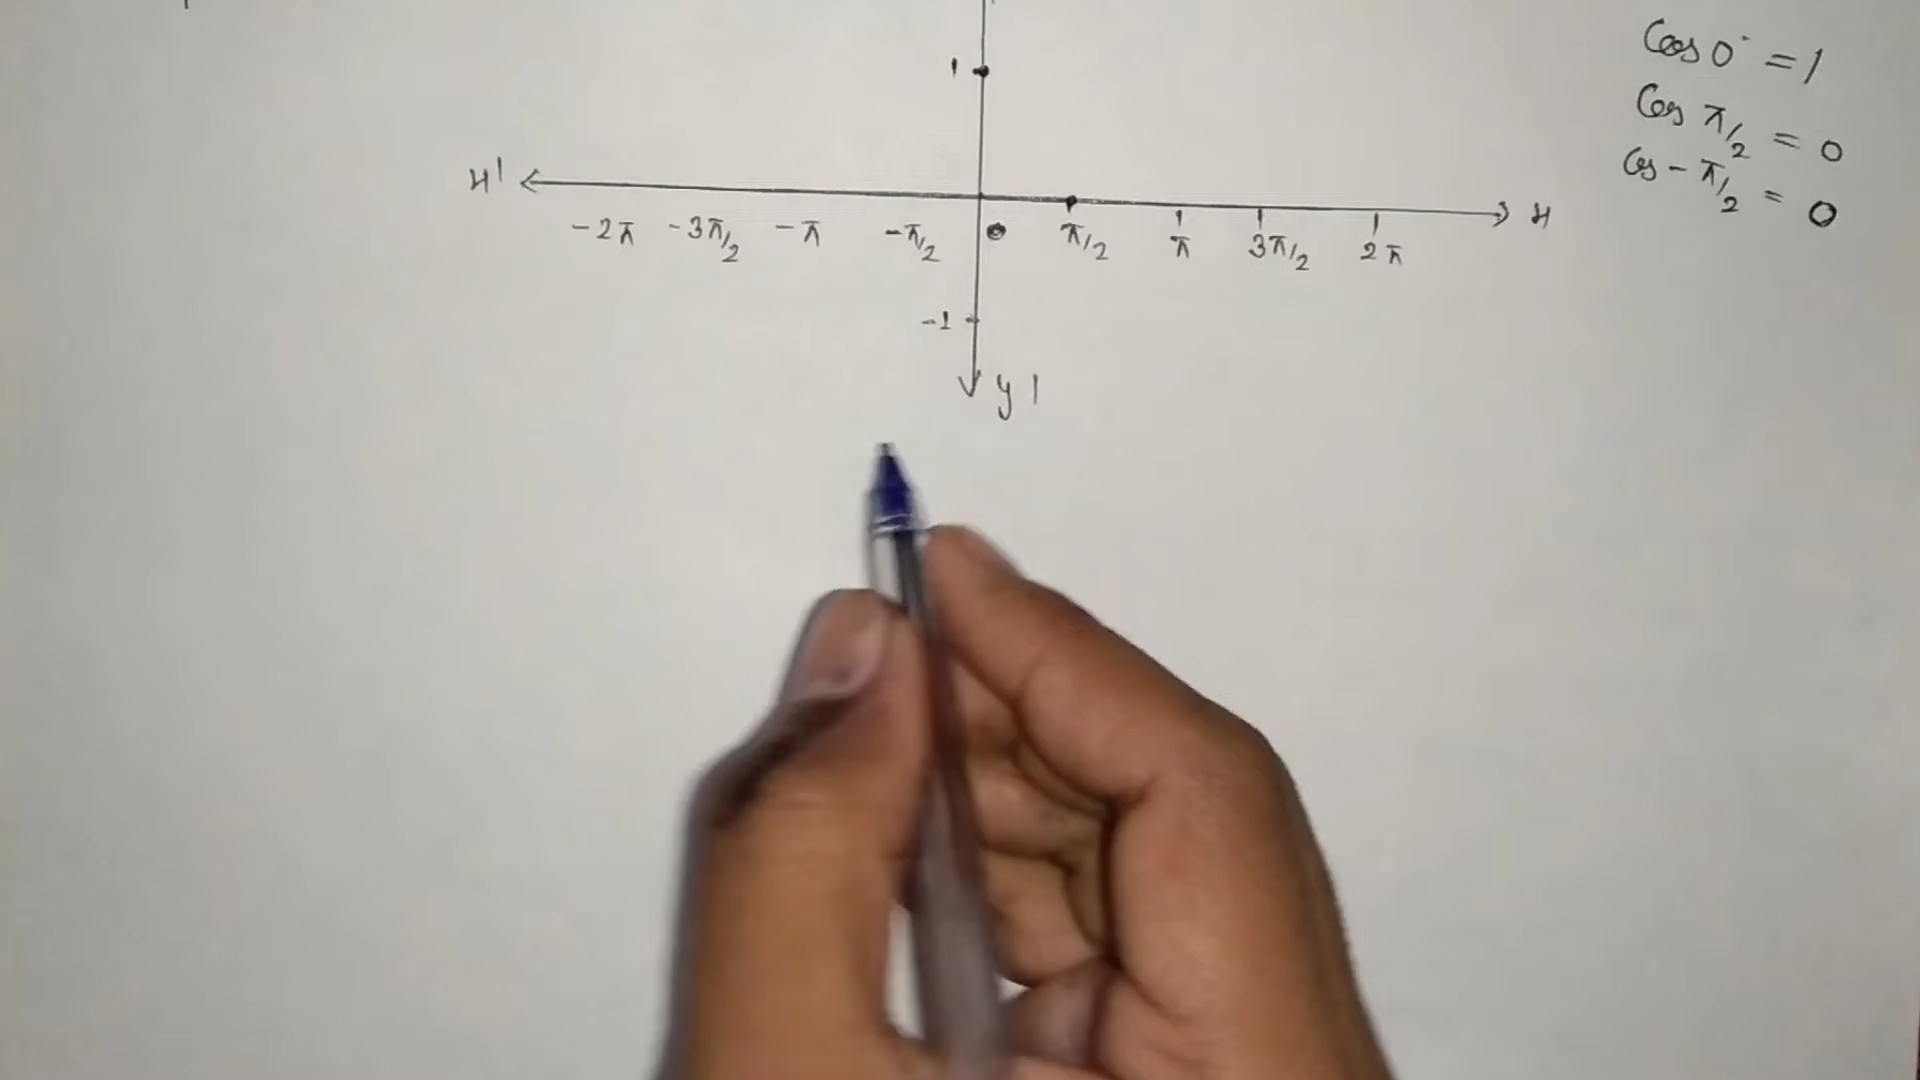 Cos 0° = 1
Cos π/2 = 0
Cos -π/2 = 0
1
x'
x
-2π -3π/2 -π -π/2 0 π/2 π 3π/2 2π
-1
y'